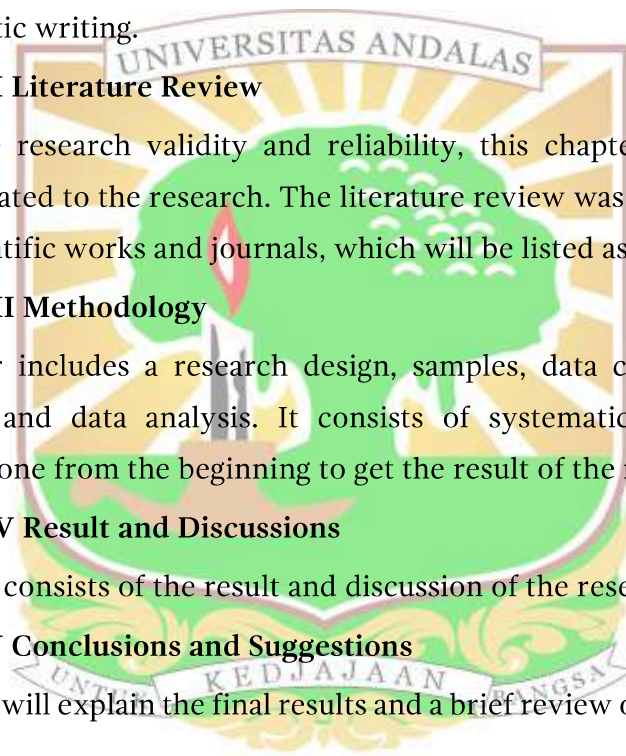 tic writing.
UNIVERSITAS ANDALAS
I Literature Review
research validity and reliability, this chapte
ated to the research. The literature review was
ntific works and journals, which will be listed as
II Methodology
r includes a research design, samples, data c
and data analysis. It consists of systematic
one from the beginning to get the result of the
V Result and Discussions
consists of the result and discussion of the rese
V Conclusions and Suggestions
UNTUK KEDJAJAAN BANGSA
will explain the final results and a brief review o